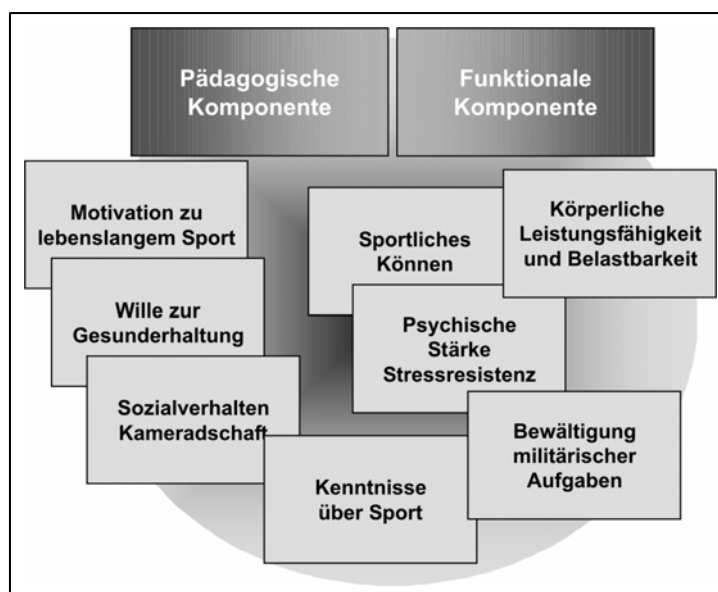 Pädagogische
Komponente
Funktionale
Komponente
Motivation zu
lebenslangem Sport
Wille zur
Gesunderhaltung
Sozialverhalten
Kameradschaft
Kenntnisse
über Sport
Sportliches
Können
Psychische
Stärke
Stressresistenz
Körperliche
Leistungsfähigkeit
und Belastbarkeit
Bewältigung
militärischer
Aufgaben